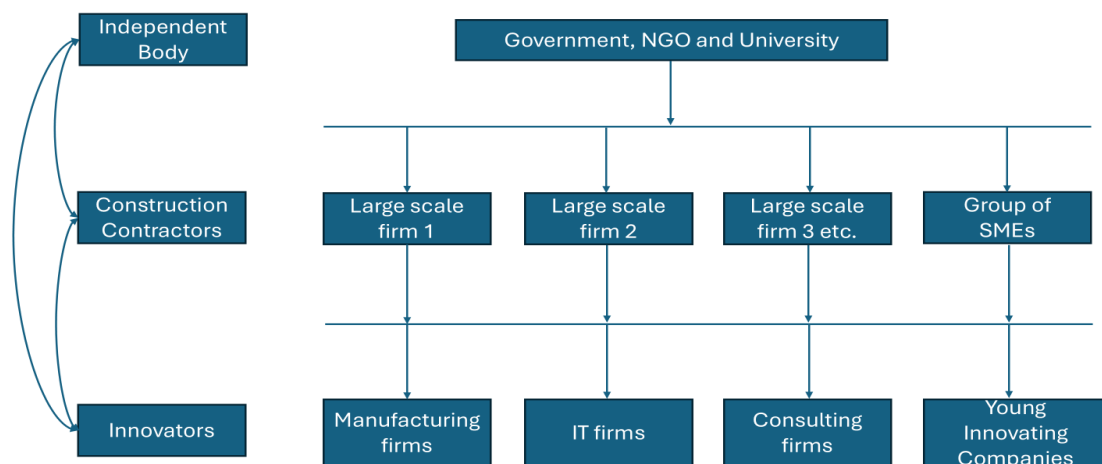 Independent
Body
Government, NGO and University
Construction
Contractors
Large scale
firm 1
Large scale
firm 2
Large scale
firm 3 etc.
Group of
SMEs
Innovators
Manufacturing
firms
IT firms
Consulting
firms
Young
Innovating
Companies